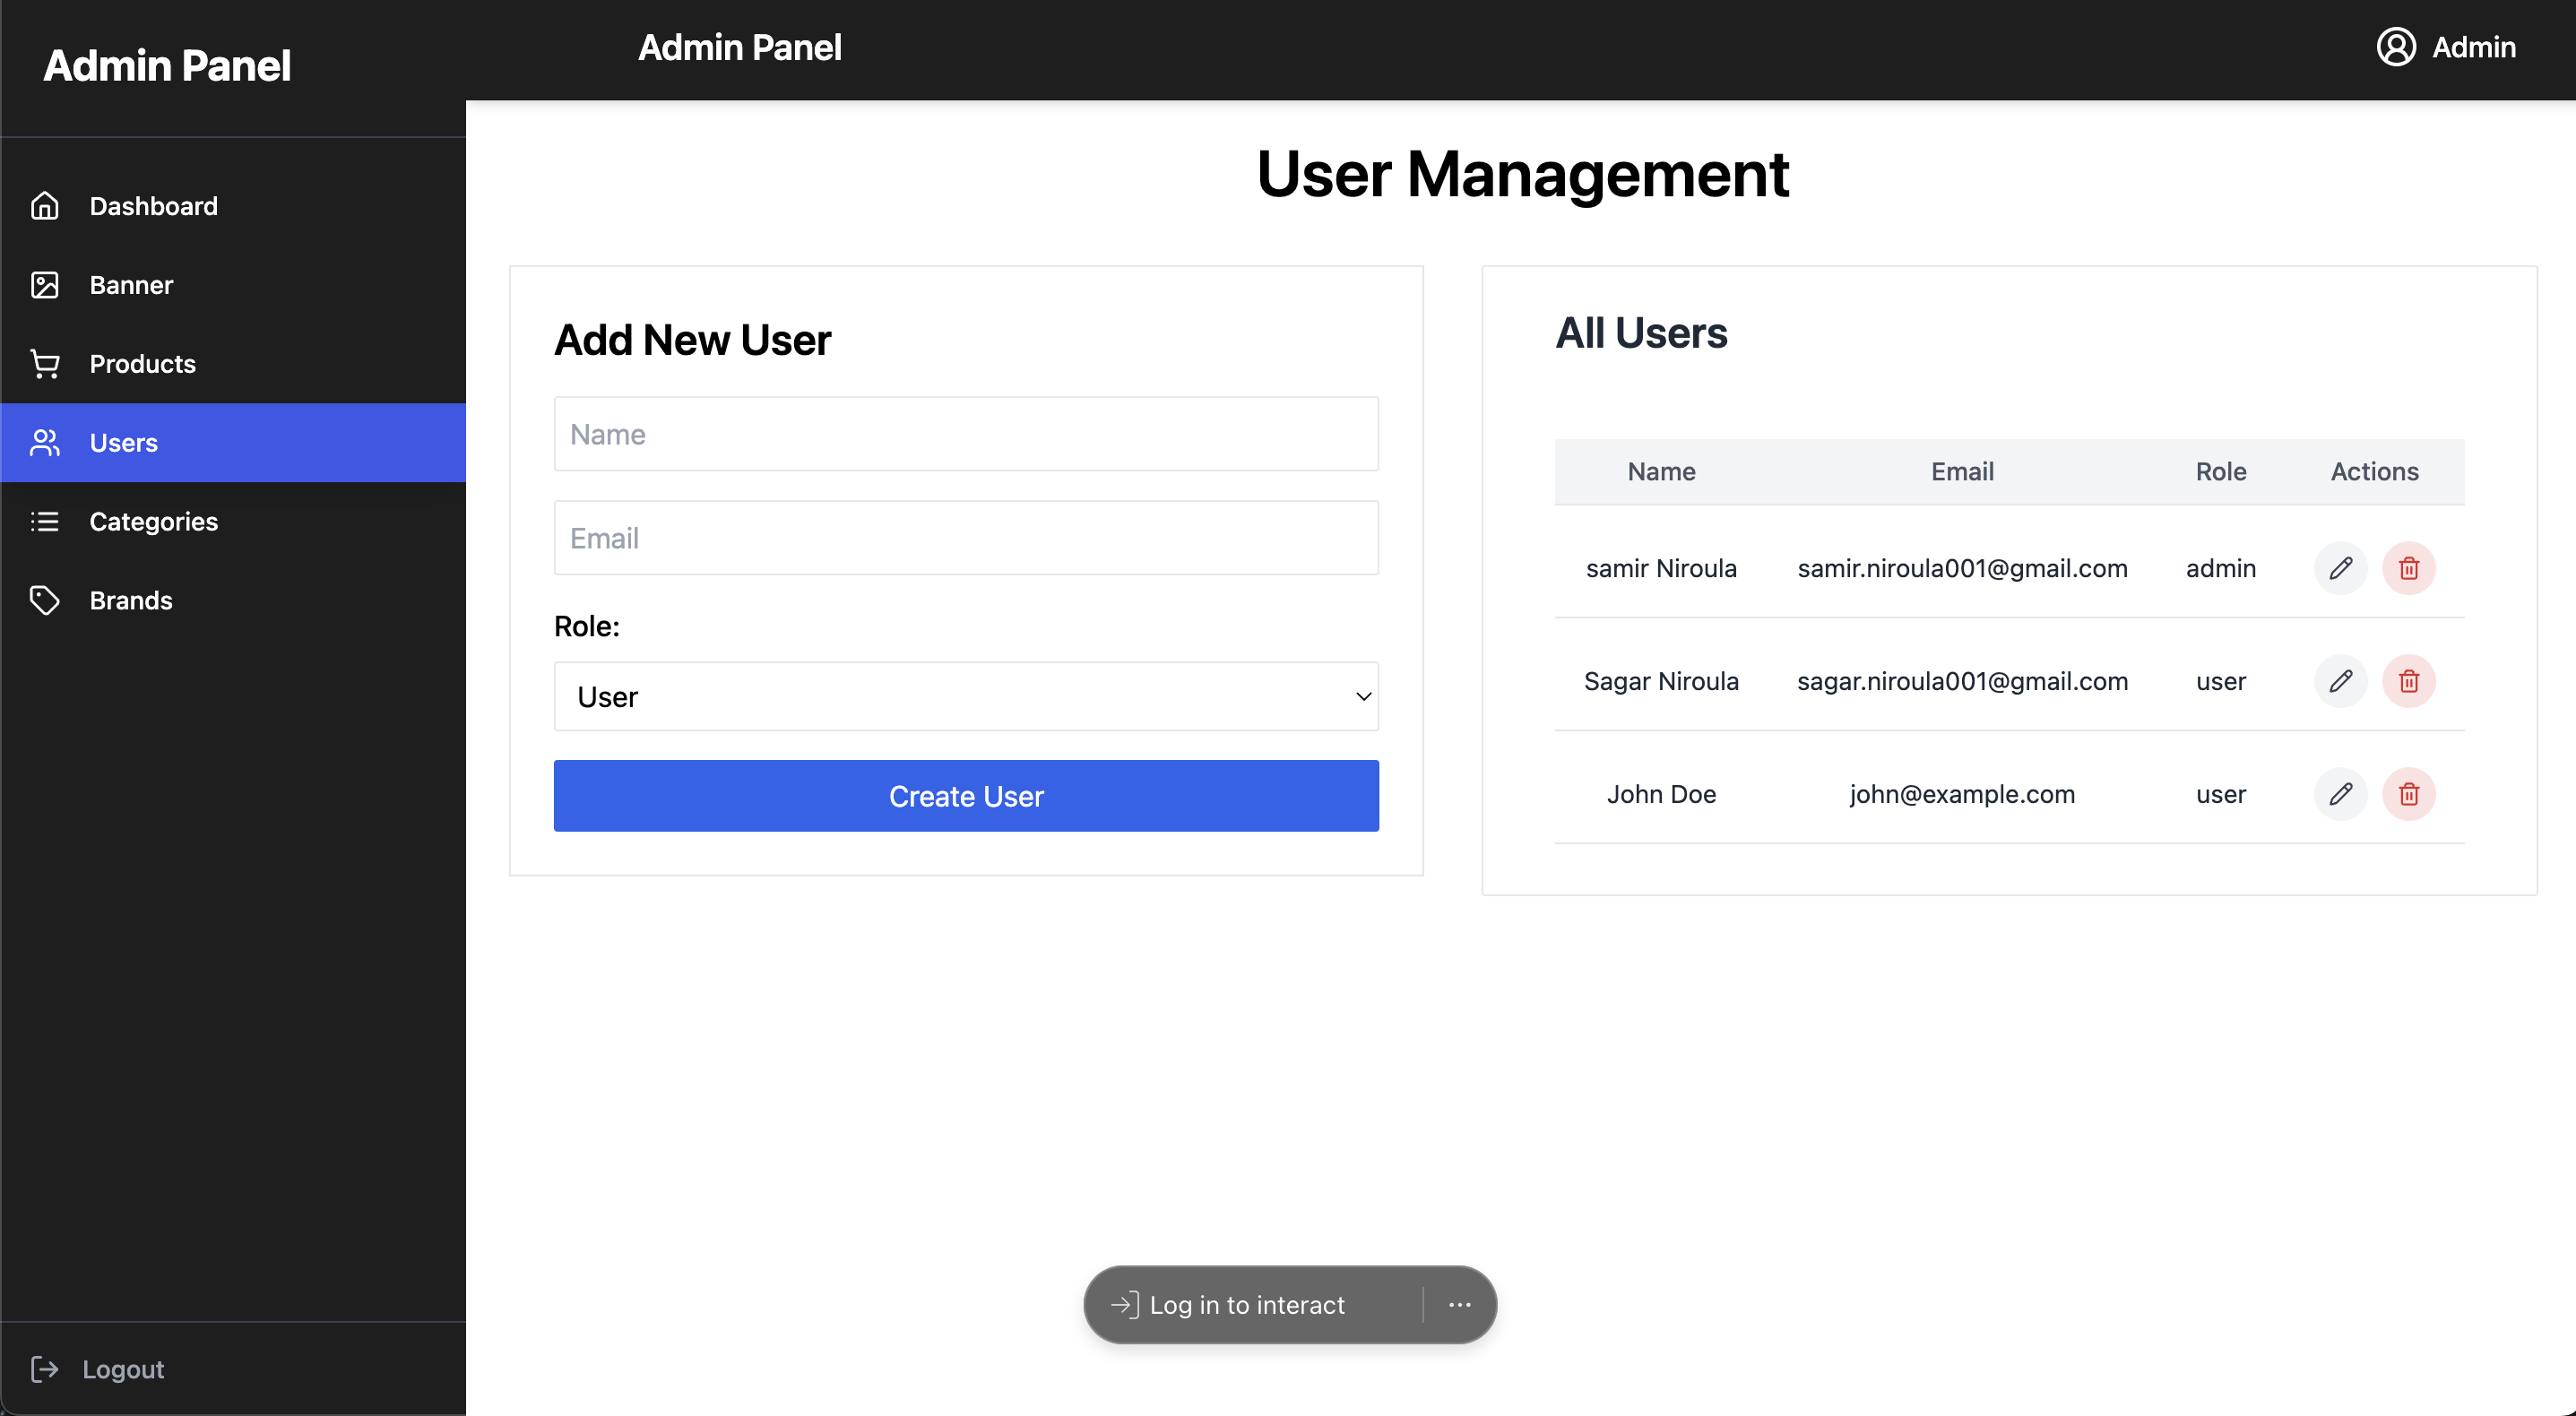 Admin Panel
Dashboard
Banner
Products
Users
Categories
Brands
Logout
Admin Panel
Admin
User Management
Add New User
Name
Email
Role:
User
Create User
All Users
Name Email Role Actions
samir Niroula samir.niroula001@gmail.com admin
Sagar Niroula sagar.niroula001@gmail.com user
John Doe john@example.com user
Log in to interact